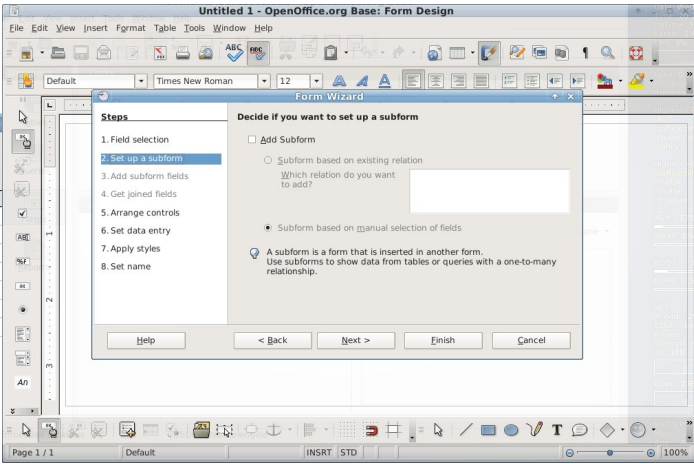 Untitled 1 - OpenOffice.org Base: Form Design
File Edit View Insert Format Table Tools Window Help
ABC ABC
Default Times New Roman 12
Form Wizard
Steps
1. Field selection
2. Set up a subform
3. Add subform fields
4. Get joined fields
5. Arrange controls
6. Set data entry
7. Apply styles
8. Set name
Decide if you want to set up a subform
Add Subform
Subform based on existing relation
Which relation do you want
to add?
Subform based on manual selection of fields
A subform is a form that is inserted in another form.
Use subforms to show data from tables or queries with a one-to-many
relationship.
Help < Back Next > Finish Cancel
1
2
3
Page 1 / 1 Default INSRT STD 100%